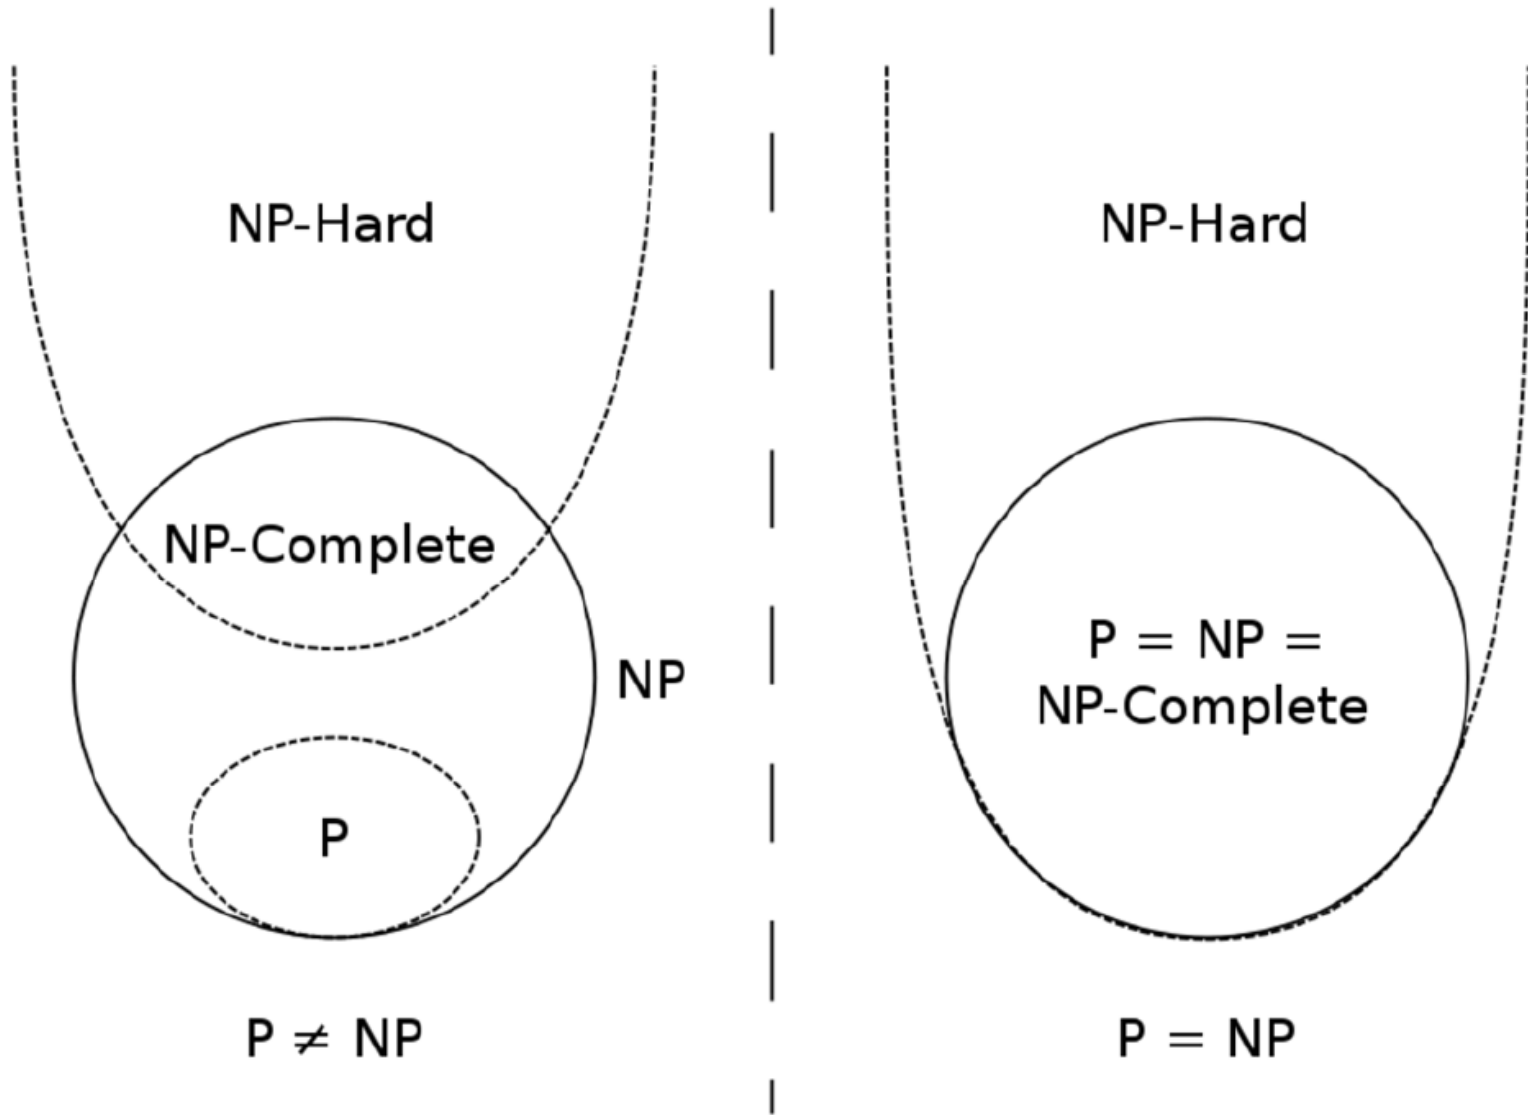 NP-Hard
NP-Complete
NP
P
P ≠ NP
NP-Hard
P = NP =
NP-Complete
P = NP